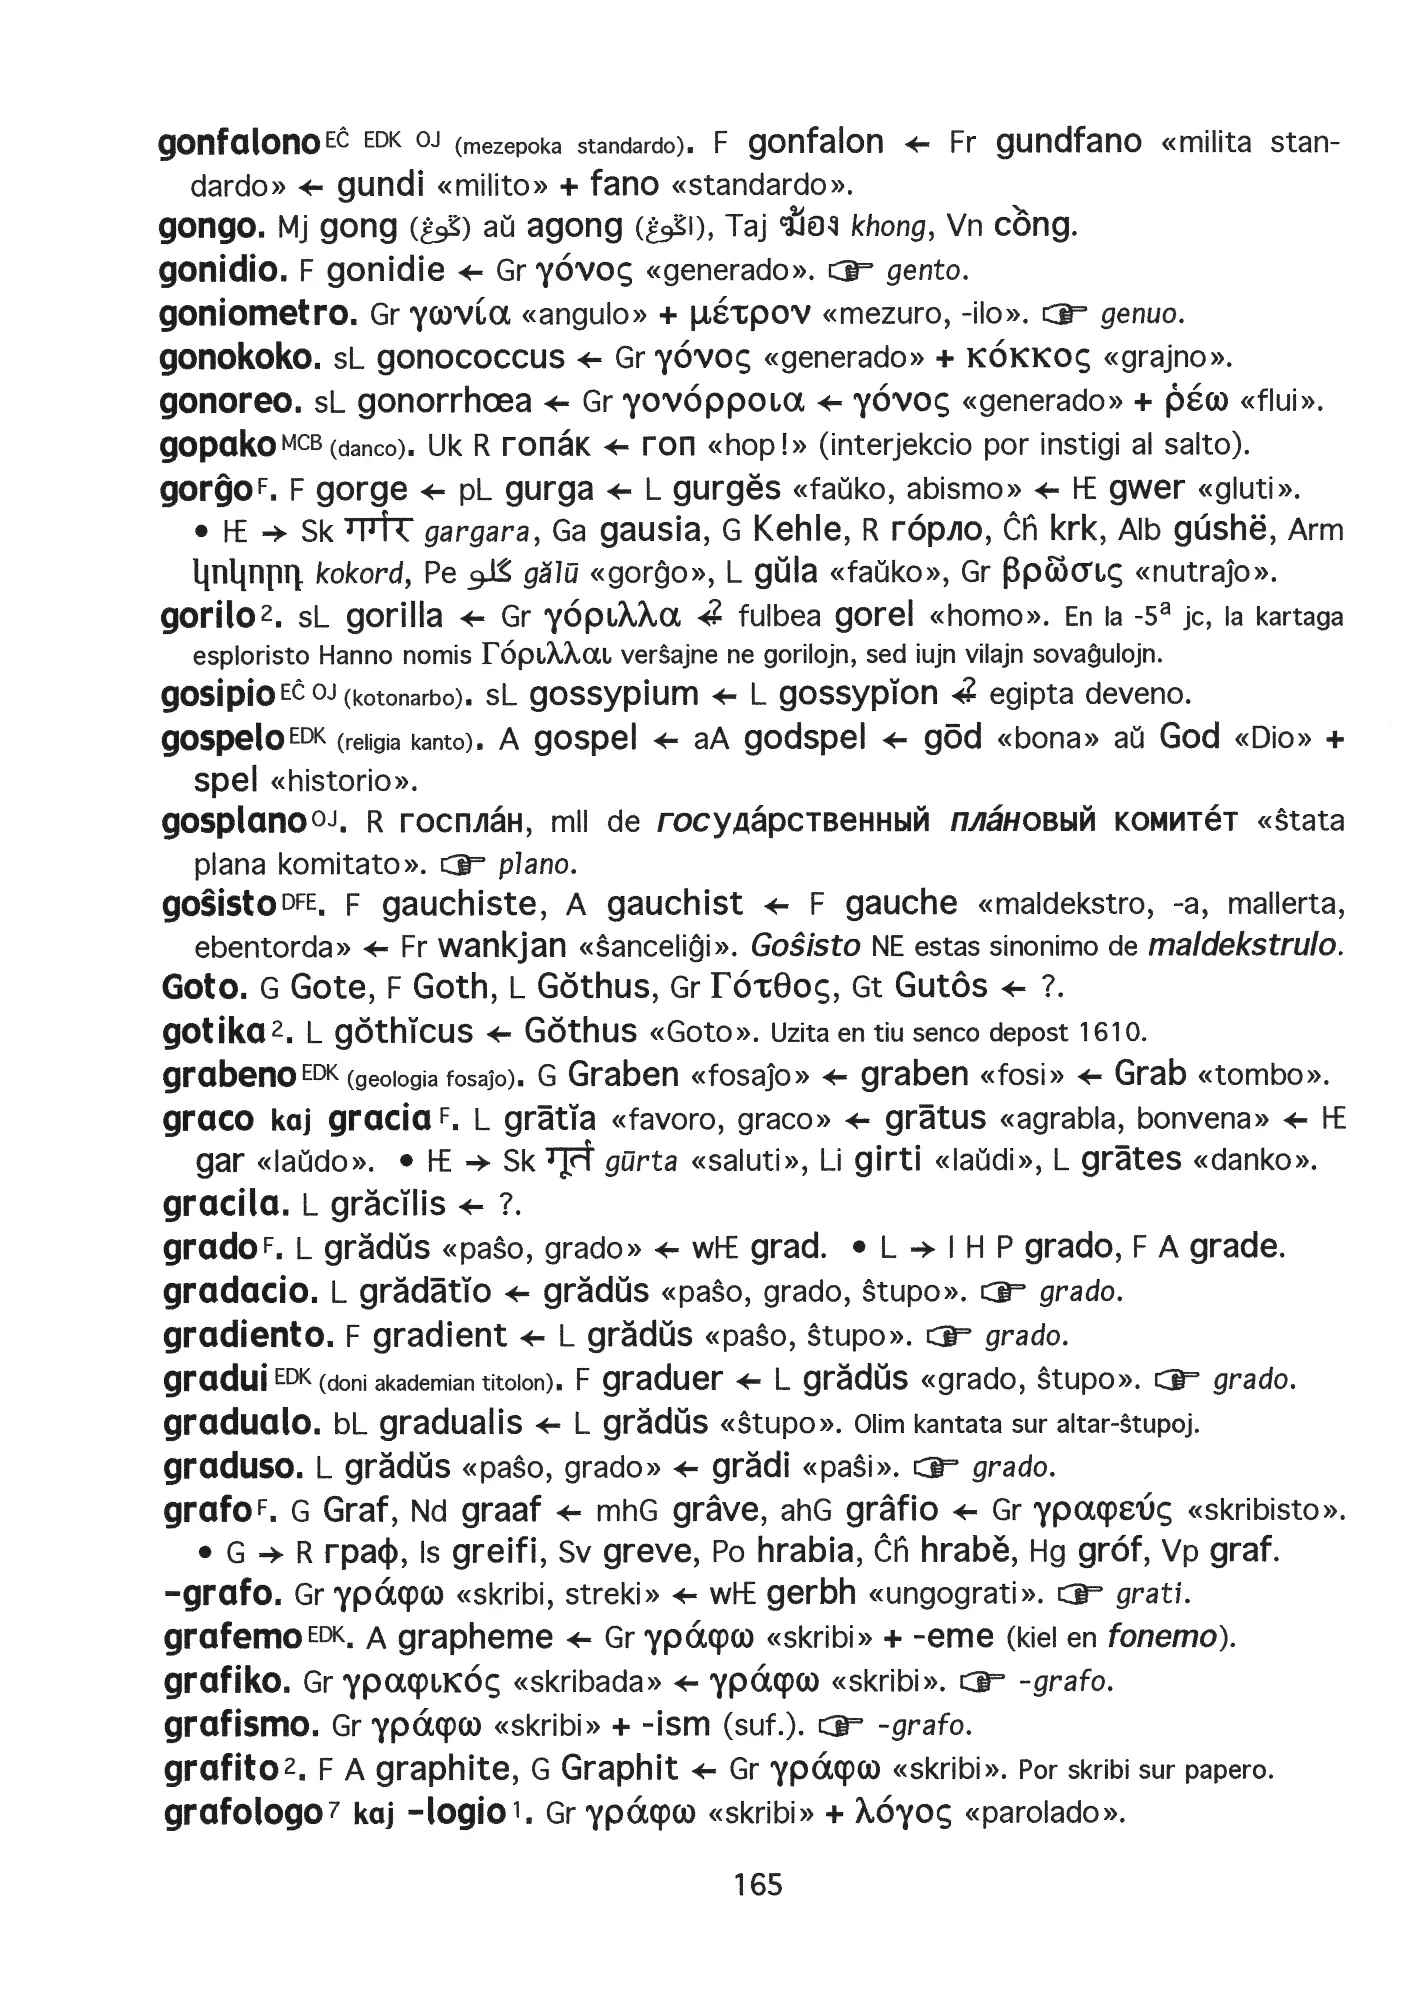 gonfalono EĈ EDK OJ (mezepoka standardo). F gonfalon ← Fr gundfano «milita stan-
dardo» ← gundi «milito» + fano «standardo».
gongo. Mj gong (ڬوڠ) aŭ agong (اڬوڠ), Taj ฆ้อง khong, Vn cồng.
gonidio. F gonidie ← Gr γόνος «generado». ☞ gento.
goniometro. Gr γωνία «angulo» + μέτρον «mezuro, -ilo». ☞ genuo.
gonokoko. sL gonococcus ← Gr γόνος «generado» + κόκκος «grajno».
gonoreo. sL gonorrhœa ← Gr γονόρροια ← γόνος «generado» + ῥέω «flui».
gopako MCB (danco). Uk R гопáк ← гоп «hop!» (interjekcio por instigi al salto).
gorĝo F. F gorge ← pL gurga ← L gurgĕs «faŭko, abismo» ← IE gwer «gluti».
• IE → Sk गर्गर gargara, Ga gausia, G Kehle, R гóрло, Ĉĥ krk, Alb gúshë, Arm
կոկորդ kokord, Pe گلو gălū «gorĝo», L gŭla «faŭko», Gr βρῶσις «nutraĵo».
gorilo 2. sL gorilla ← Gr γόριλλα ←? fulbea gorel «homo». En la -5ª jc, la kartaga
esploristo Hanno nomis Γόριλλαι verŝajne ne gorilojn, sed iujn vilajn sovaĝulojn.
gosipio EĈ OJ (kotonarbo). sL gossypium ← L gossypĭon ←? egipta deveno.
gospelo EDK (religia kanto). A gospel ← aA godspel ← gōd «bona» aŭ God «Dio» +
spel «historio».
gosplano OJ. R госплáн, mll de госудáрственный плáновый комитéт «ŝtata
plana komitato». ☞ plano.
goŝisto DFE. F gauchiste, A gauchist ← F gauche «maldekstro, -a, mallerta,
ebentorda» ← Fr wankjan «ŝanceliĝi». Goŝisto NE estas sinonimo de maldekstrulo.
Goto. G Gote, F Goth, L Gŏthus, Gr Γότθος, Gt Gutôs ← ?.
gotika 2. L gŏthĭcus ← Gŏthus «Goto». Uzita en tiu senco depost 1610.
grabeno EDK (geologia fosaĵo). G Graben «fosaĵo» ← graben «fosi» ← Grab «tombo».
graco kaj gracia F. L grātĭa «favoro, graco» ← grātus «agrabla, bonvena» ← IE
gar «laŭdo». • IE → Sk गूर्त gūrta «saluti», Li girti «laŭdi», L grātes «danko».
gracila. L grăcĭlis ← ?.
grado F. L grădŭs «paŝo, grado» ← wIE grad. • L → I H P grado, F A grade.
gradacio. L grădātĭo ← grădŭs «paŝo, grado, ŝtupo». ☞ grado.
gradiento. F gradient ← L grădŭs «paŝo, ŝtupo». ☞ grado.
gradui EDK (doni akademian titolon). F graduer ← L grădŭs «grado, ŝtupo». ☞ grado.
gradualo. bL gradualis ← L grădŭs «ŝtupo». Olim kantata sur altar-ŝtupoj.
graduso. L grădŭs «paŝo, grado» ← grădi «paŝi». ☞ grado.
grafo F. G Graf, Nd graaf ← mhG grâve, ahG grâfio ← Gr γραφεύς «skribisto».
• G → R граф, Is greifi, Sv greve, Po hrabia, Ĉĥ hrabě, Hg gróf, Vp graf.
-grafo. Gr γράφω «skribi, streki» ← wIE gerbh «ungograti». ☞ grati.
grafemo EDK. A grapheme ← Gr γράφω «skribi» + -eme (kiel en fonemo).
grafiko. Gr γραφικός «skribada» ← γράφω «skribi». ☞ -grafo.
grafismo. Gr γράφω «skribi» + -ism (suf.). ☞ -grafo.
grafito 2. F A graphite, G Graphit ← Gr γράφω «skribi». Por skribi sur papero.
grafologo 7 kaj -logio 1. Gr γράφω «skribi» + λόγος «parolado».
165